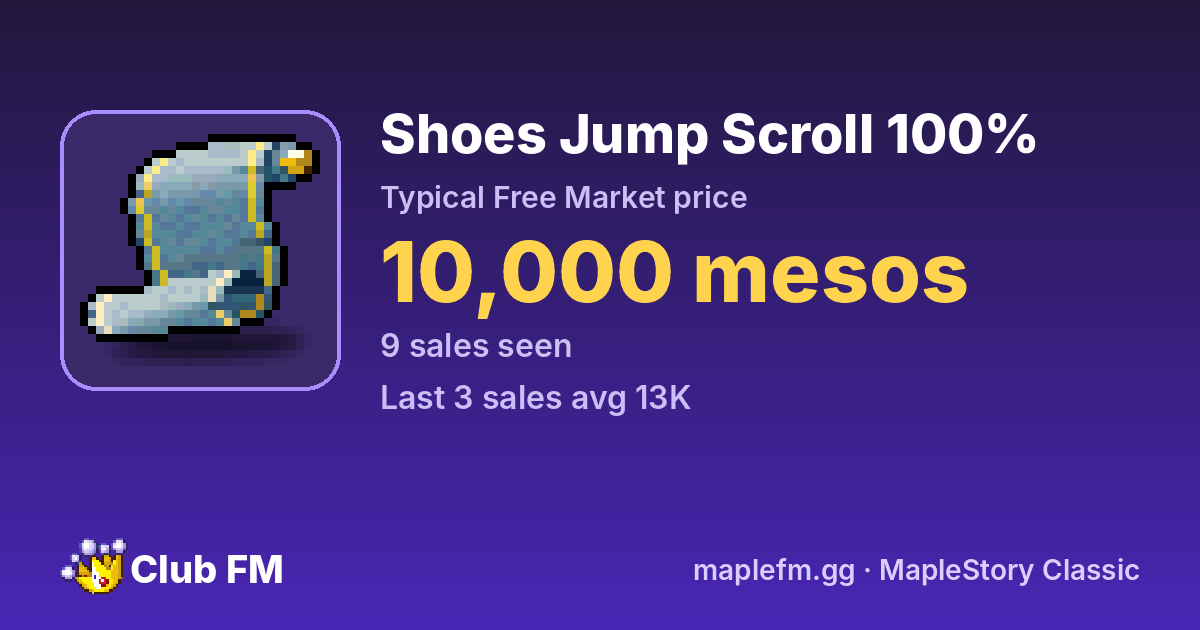 Shoes Jump Scroll 100%
Typical Free Market price
10,000 mesos
9 sales seen
Last 3 sales avg 13K
Club FM
maplefm.gg · MapleStory Classic